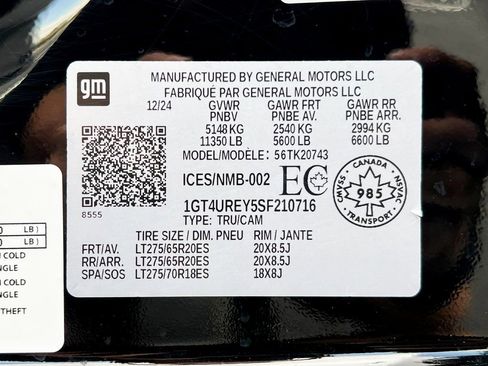 gm
MANUFACTURED BY GENERAL MOTORS LLC
FABRIQUÉ PAR GENERAL MOTORS LLC
12/24 GVWR GAWR FRT GAWR RR
PNBV PNBE AV. PNBE ARR.
5148 KG 2540 KG 2994 KG
11350 LB 5600 LB 6600 LB
MODEL/MODÈLE: 56TK20743
ICES/NMB-002 EC
CANADA
CMVSS NSVAC
985
TRANSPORT
8555
1GT4UREY5SF210716
TYPE: TRU/CAM
TIRE SIZE / DIM. PNEU RIM / JANTE
FRT/AV. LT275/65R20ES 20X8.5J
RR/ARR. LT275/65R20ES 20X8.5J
SPA/SOS LT275/70R18ES 18X8J
LB )
0 LB )
COLD
NGLE
COLD
NGLE
THEFT